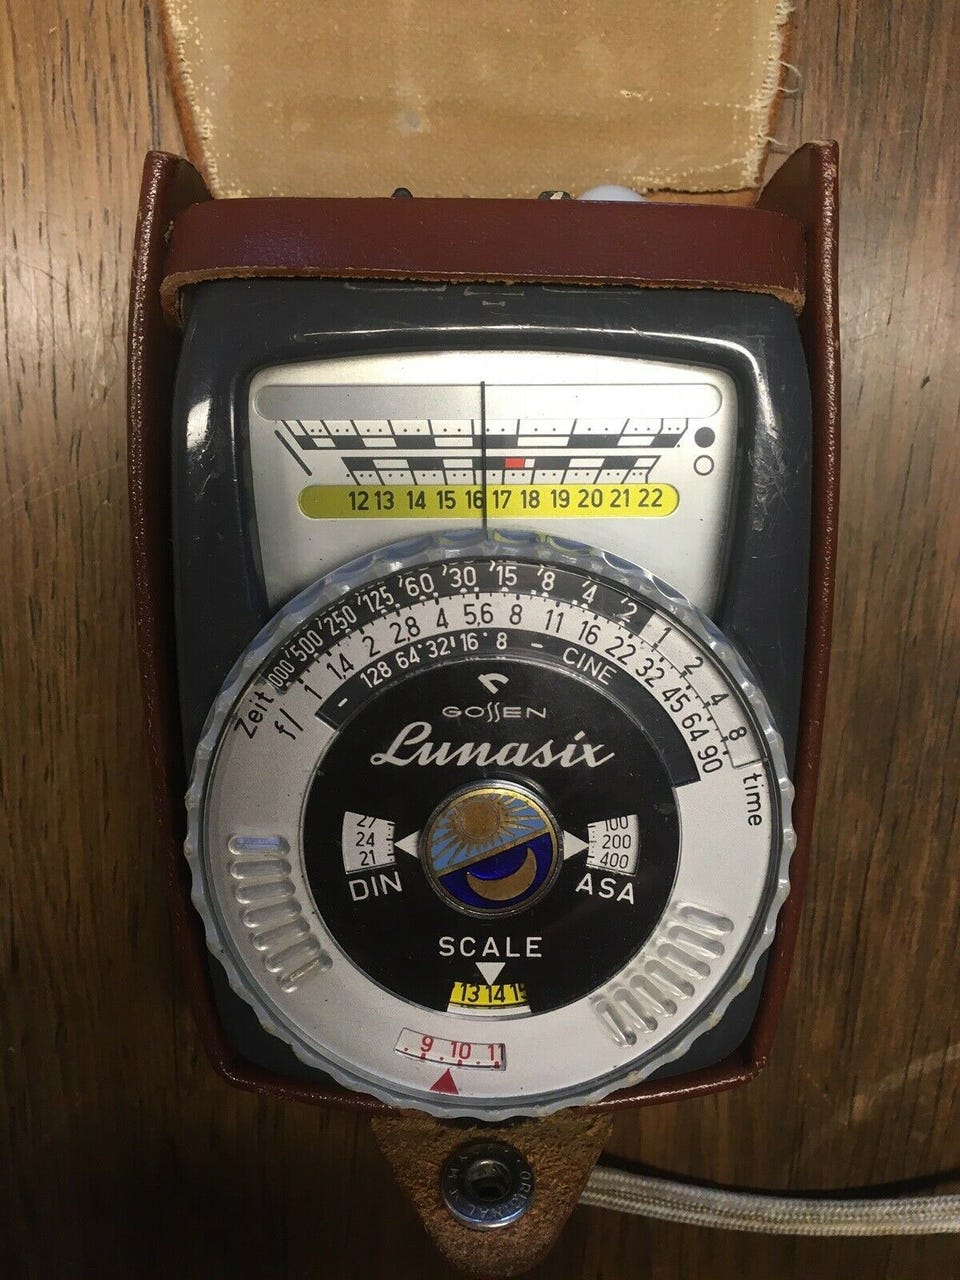 12 13 14 15 16 17 18 19 20 21 22
Zeit '500 '250 '125 '60 '30 '15 '8 '4 '2 1 2 4 8 time
f/ 1 1,4 2 2,8 4 5,6 8 11 16 22 32 45 64 90
- 128 64 32 16 8 - CINE
GOSSEN
Lunasix
27 100
24 200
21 400
DIN ASA
SCALE
13 14 15
9 10 11
ORIGINAL